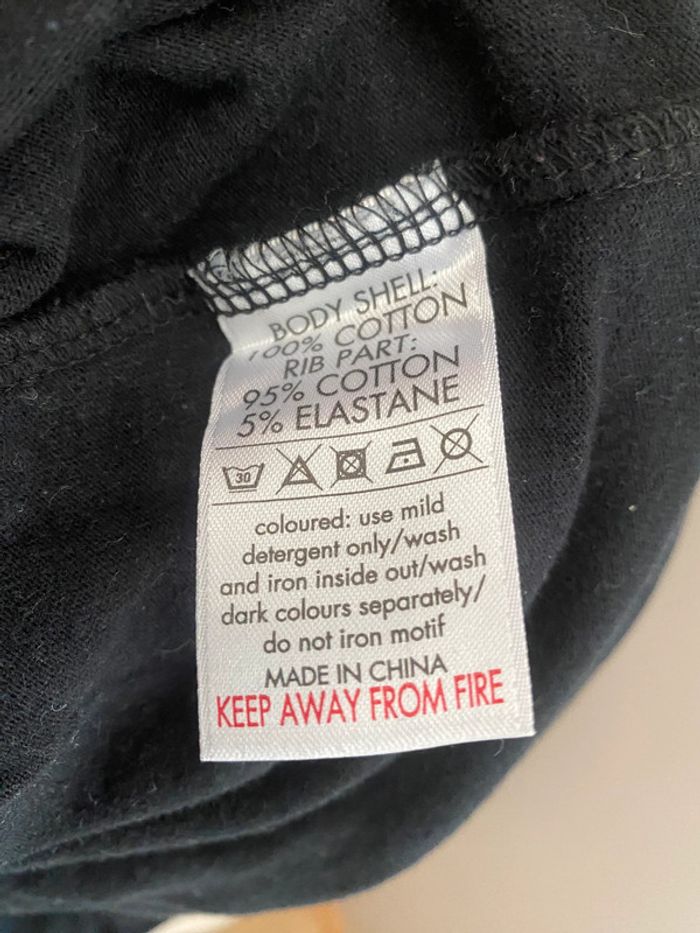 BODY SHELL:
100% COTTON
RIB PART:
95% COTTON
5% ELASTANE
30
coloured: use mild
detergent only/wash
and iron inside out/wash
dark colours separately/
do not iron motif
MADE IN CHINA
KEEP AWAY FROM FIRE